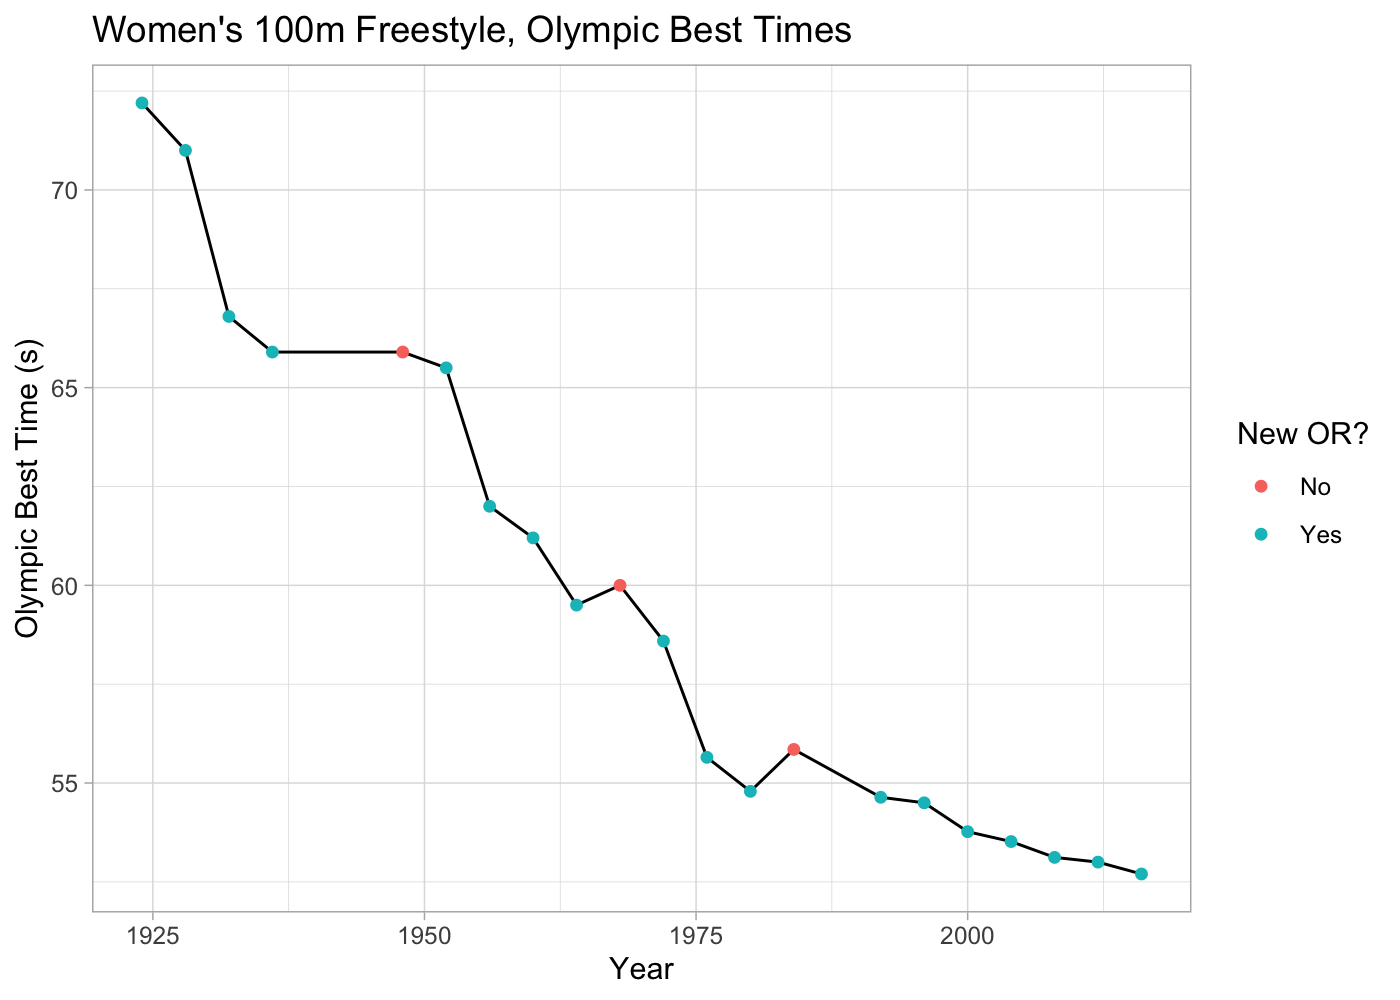 Women's 100m Freestyle, Olympic Best Times
Olympic Best Time (s)
70
65
60
55
1925
1950
1975
2000
Year
New OR?
No
Yes